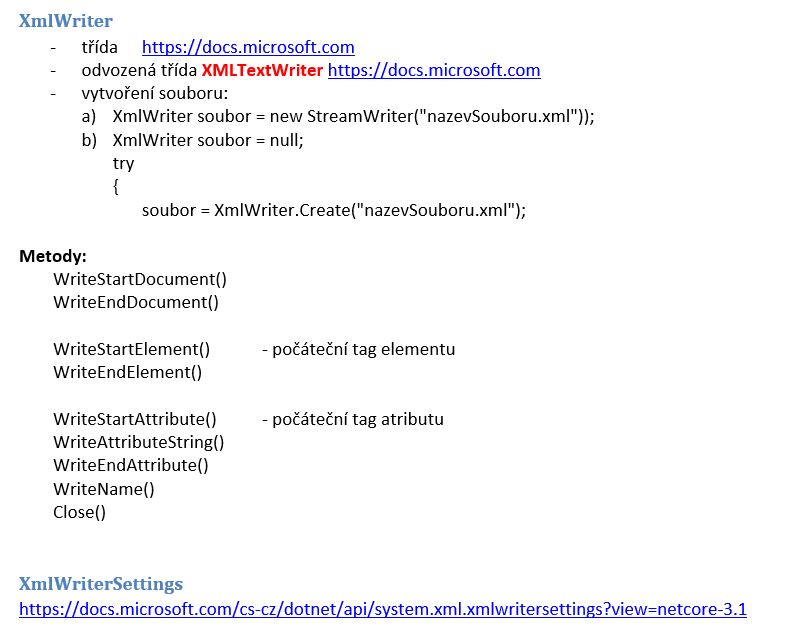 XmlWriter
- třída https://docs.microsoft.com
- odvozená třída XMLTextWriter https://docs.microsoft.com
- vytvoření souboru:
a) XmlWriter soubor = new StreamWriter("nazevSouboru.xml"));
b) XmlWriter soubor = null;
try
{
soubor = XmlWriter.Create("nazevSouboru.xml");
Metody:
WriteStartDocument()
WriteEndDocument()
WriteStartElement() - počáteční tag elementu
WriteEndElement()
WriteStartAttribute() - počáteční tag atributu
WriteAttributeString()
WriteEndAttribute()
WriteName()
Close()
XmlWriterSettings
https://docs.microsoft.com/cs-cz/dotnet/api/system.xml.xmlwritersettings?view=netcore-3.1